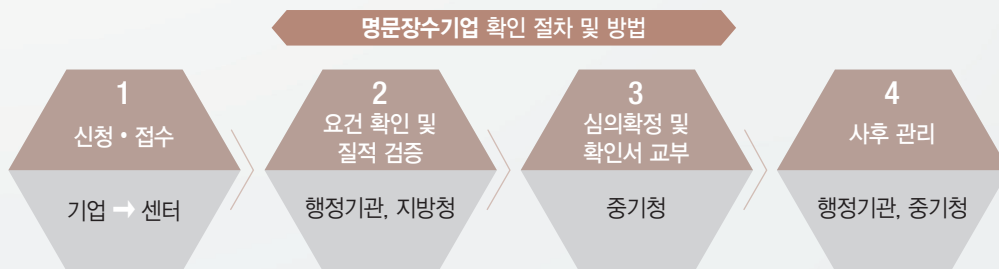 명문장수기업 확인 절차 및 방법
1
신청 • 접수
기업 ➡ 센터
2
요건 확인 및
질적 검증
행정기관, 지방청
3
심의확정 및
확인서 교부
중기청
4
사후 관리
행정기관, 중기청